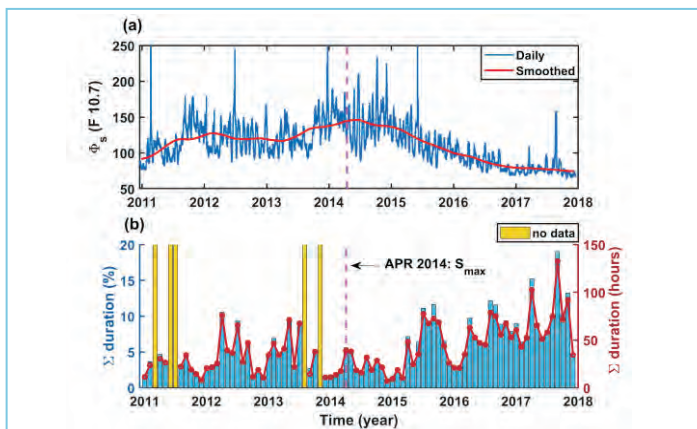 (a)
Φs (F 10.7)
250
200
150
100
50
Daily
Smoothed
2011 2012 2013 2014 2015 2016 2017 2018
(b)
no data
Σ duration (%)
20
15
10
5
0
APR 2014: Smax
150
100
50
0
Σ duration (hours)
2011 2012 2013 2014 2015 2016 2017 2018
Time (year)